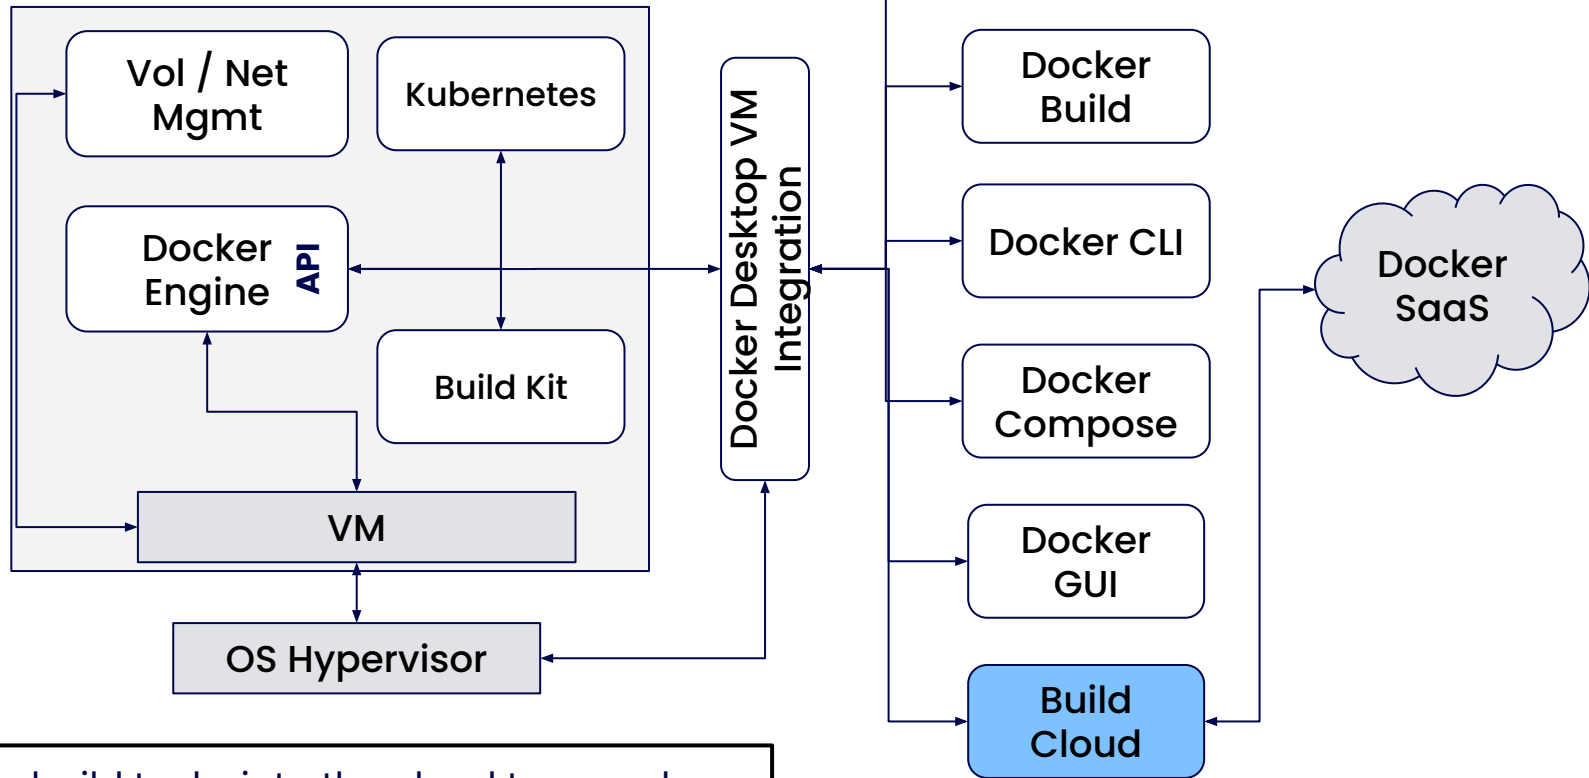 Vol / Net
Mgmt
Kubernetes
Docker
Engine
API
Build Kit
VM
OS Hypervisor
Docker Desktop VM
Integration
Docker
Build
Docker CLI
Docker
Compose
Docker
GUI
Build
Cloud
Docker
SaaS